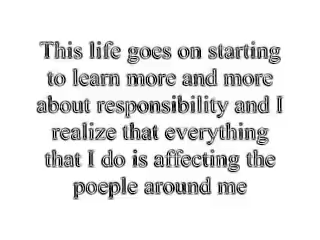 This life goes on starting
to learn more and more
about responsibility and I
realize that everything
that I do is affecting the
poeple around me